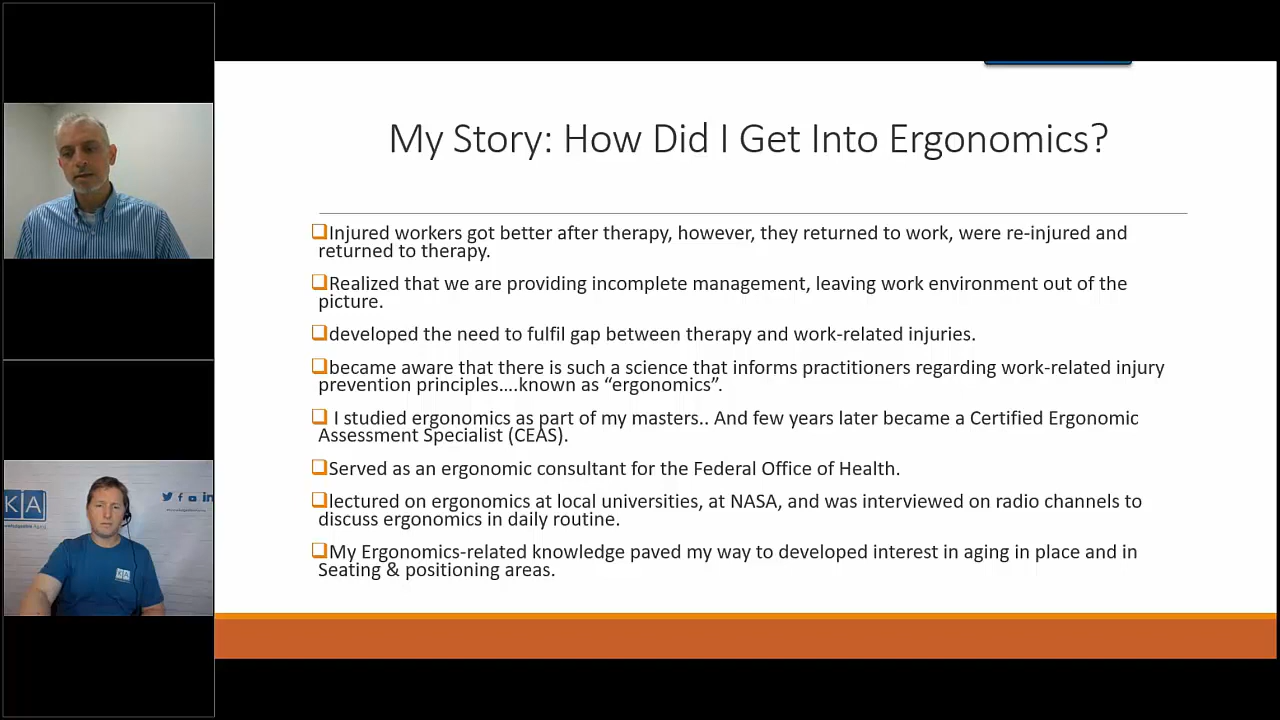 My Story: How Did I Get Into Ergonomics?
❑Injured workers got better after therapy, however, they returned to work, were re-injured and
returned to therapy.
❑Realized that we are providing incomplete management, leaving work environment out of the
picture.
❑developed the need to fulfil gap between therapy and work-related injuries.
❑became aware that there is such a science that informs practitioners regarding work-related injury
prevention principles....known as “ergonomics”.
❑ I studied ergonomics as part of my masters.. And few years later became a Certified Ergonomic
Assessment Specialist (CEAS).
❑Served as an ergonomic consultant for the Federal Office of Health.
❑lectured on ergonomics at local universities, at NASA, and was interviewed on radio channels to
discuss ergonomics in daily routine.
❑My Ergonomics-related knowledge paved my way to developed interest in aging in place and in
Seating & positioning areas.
KA
KA